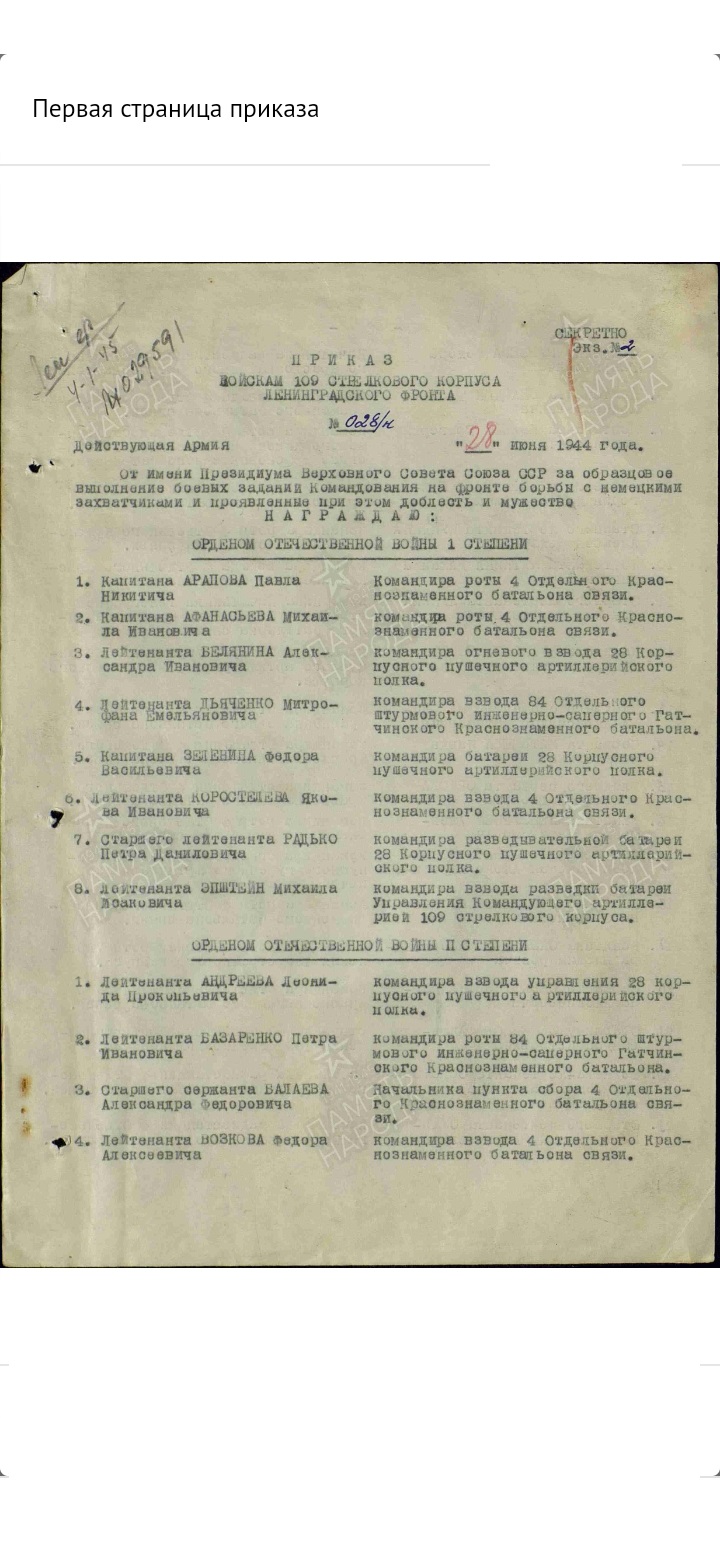 Первая страница приказа
4-1-45
№029591
СЕКРЕТНО
Экз.№ 2
ПРИКАЗ
ВОЙСКАМ 109 СТРЕЛКОВОГО КОРПУСА
ЛЕНИНГРАДСКОГО ФРОНТА
№ 028/н
Действующая Армия "28" июня 1944 года.
От имени Президиума Верховного Совета Союза ССР за образцовое
выполнение боевых заданий Командования на фронте борьбы с немецкими
захватчиками и проявленные при этом доблесть и мужество
НАГРАЖДАЮ:
ОРДЕНОМ ОТЕЧЕСТВЕННОЙ ВОЙНЫ 1 СТЕПЕНИ
1. Капитана АРАПОВА Павла Командира роты 4 Отдельного Крас-
Никитича нознаменного батальона связи.
2. Капитана АФАНАСЬЕВА Михаи- командира роты 4 Отдельного Красно-
ла Ивановича знаменного батальона связи.
3. Лейтенанта БЕЛЯНИНА Алек- командира огневого взвода 28 Кор-
сандра Ивановича пусного пушечного артиллерийского
полка.
4. Лейтенанта ДЬЯЧЕНКО Митро- командира взвода 84 Отдельного
фана Емельяновича штурмового инженерно-саперного Гат-
чинского Краснознаменного батальона.
5. Капитана ЗЕЛЕНИНА Федора командира батареи 28 Корпусного
Васильевича пушечного артиллерийского полка.
6. Лейтенанта КОРОСТЕЛЕВА Яко- командира взвода 4 Отдельного Крас-
ва Ивановича нознаменного батальона связи.
7. Старшего лейтенанта РАДЬКО командира разведывательной батареи
Петра Даниловича 28 Корпусного пушечного артиллерий-
ского полка.
8. Лейтенанта ЭПШТЕЙН Михаила командира взвода разведки батареи
Исаковича Управления Командующего артилле-
рией 109 стрелкового корпуса.
ОРДЕНОМ ОТЕЧЕСТВЕННОЙ ВОЙНЫ П СТЕПЕНИ
1. Лейтенанта АНДРЕЕВА Леони- командира взвода управления 28 кор-
да Прокопьевича пусного пушечного артиллерийского
полка.
2. Лейтенанта БАЗАРЕНКО Петра командира роты 84 Отдельного штур-
Ивановича мового инженерно-саперного Гатчин-
ского Краснознаменного батальона.
3. Старшего сержанта ВАЛАЕВА Начальника пункта сбора 4 Отдельно-
Александра Федоровича го Краснознаменного батальона свя-
зи.
4. Лейтенанта ВОЗКОВА Федора командира взвода 4 Отдельного Крас-
Алексеевича нознаменного батальона связи.
ПАМЯТЬ
НАРОДА